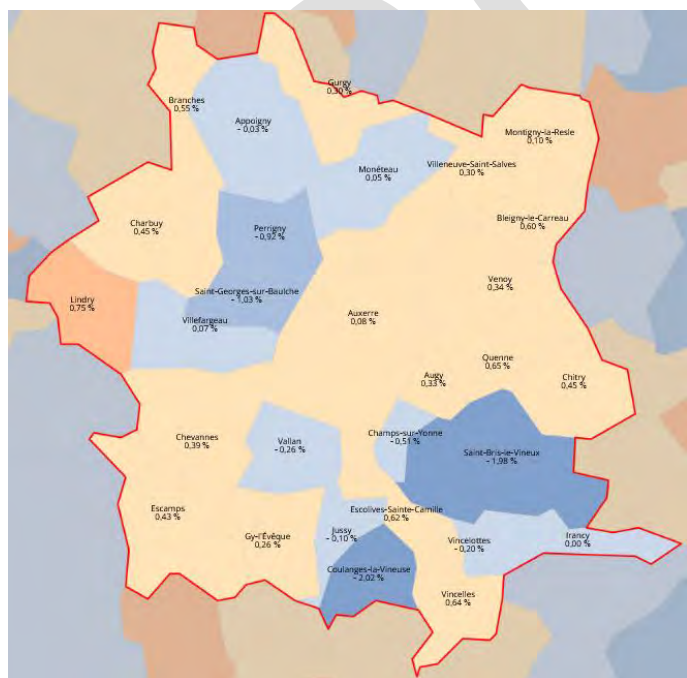 Gurgy
0,30 %
Branches
0,55 %
Appoigny
- 0,03 %
Montigny-la-Resle
0,10 %
Monéteau
0,05 %
Villeneuve-Saint-Salves
0,30 %
Charbuy
0,45 %
Perrigny
- 0,92 %
Bleigny-le-Carreau
0,60 %
Venoy
0,34 %
Lindry
0,75 %
Saint-Georges-sur-Baulche
- 1,03 %
Villefargeau
0,07 %
Auxerre
0,08 %
Quenne
0,65 %
Augy
0,33 %
Chitry
0,45 %
Chevannes
0,39 %
Vallan
- 0,26 %
Champs-sur-Yonne
- 0,51 %
Saint-Bris-le-Vineux
- 1,98 %
Escamps
0,43 %
Escolives-Sainte-Camille
0,62 %
Gy-l'Évêque
0,26 %
Jussy
- 0,10 %
Vincelottes
- 0,20 %
Irancy
0,00 %
Coulanges-la-Vineuse
- 2,02 %
Vincelles
0,64 %